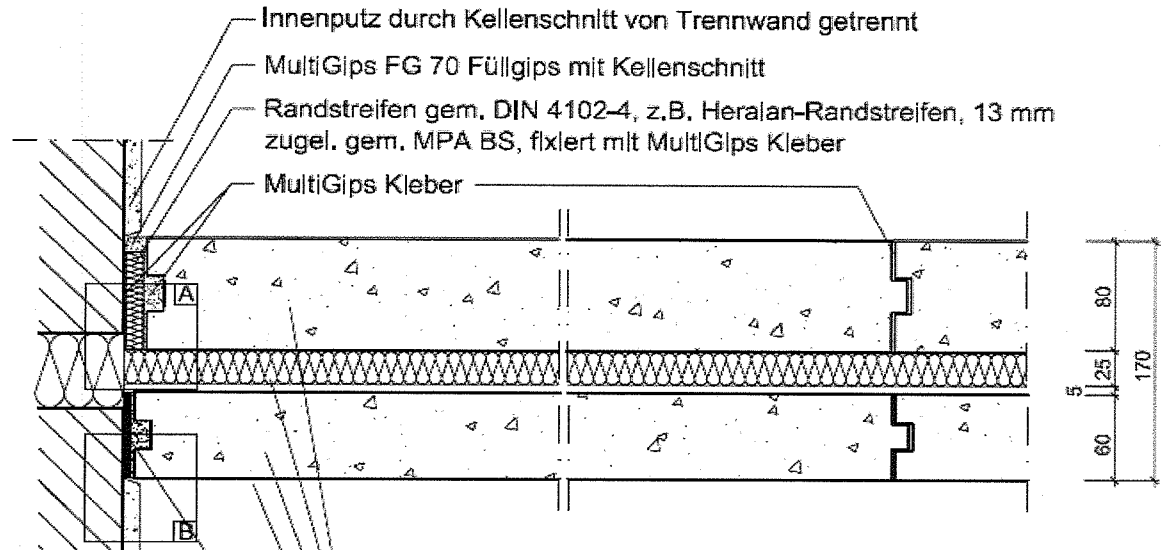 Innenputz durch Kellenschnitt von Trennwand getrennt
MultiGips FG 70 Füllgips mit Kellenschnitt
Randstreifen gem. DIN 4102-4, z.B. Heralan-Randstreifen, 13 mm
zugel. gem. MPA BS, fixiert mit MultiGips Kleber
MultiGips Kleber
A
B
80
25
5
60
170